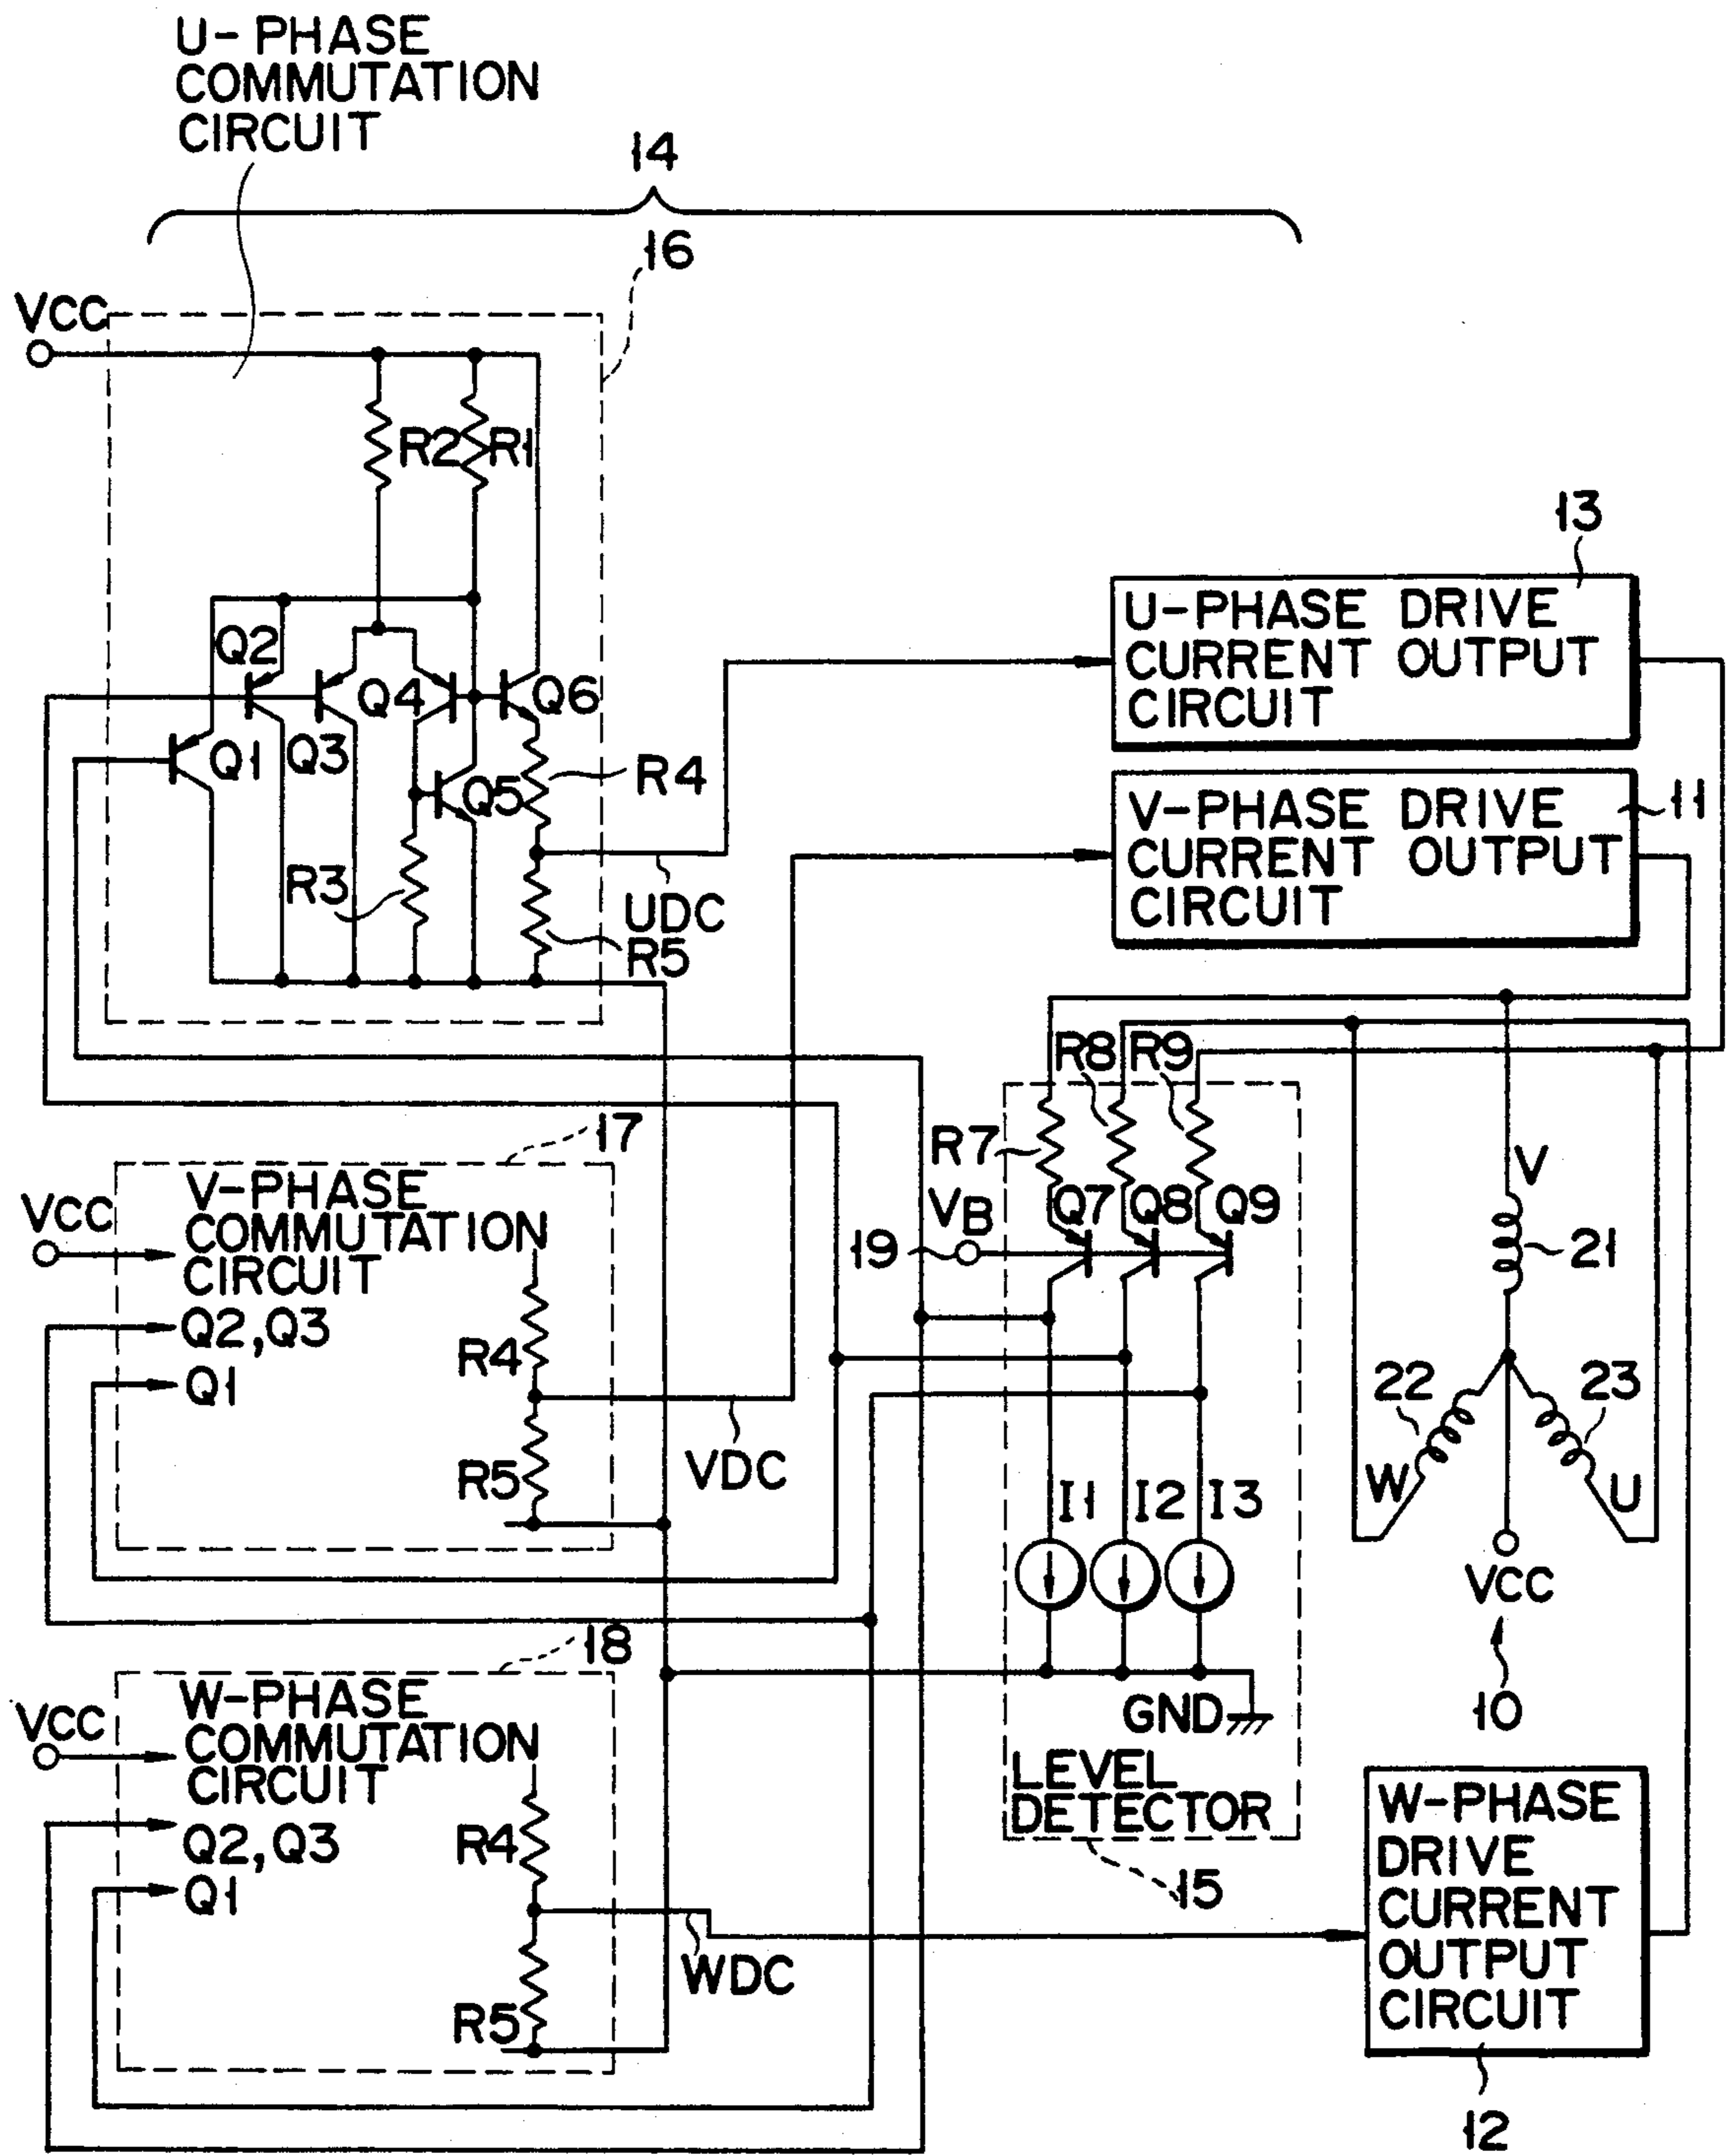 U-PHASE
COMMUTATION
CIRCUIT
14
16
VCC
R2
R1
Q2
Q4
Q6
Q1
Q3
Q5
R4
R3
UDC
R5
13
U-PHASE DRIVE
CURRENT OUTPUT
CIRCUIT
V-PHASE DRIVE
CURRENT OUTPUT
CIRCUIT
11
R8
R9
R7
VB
19
Q7
Q8
Q9
V
21
22
23
W
U
I1
I2
I3
VCC
10
GND
LEVEL
DETECTOR
15
17
VCC
V-PHASE
COMMUTATION
CIRCUIT
Q2,Q3
Q1
R4
R5
VDC
18
VCC
W-PHASE
COMMUTATION
CIRCUIT
Q2,Q3
Q1
R4
R5
WDC
W-PHASE
DRIVE
CURRENT
OUTPUT
CIRCUIT
12